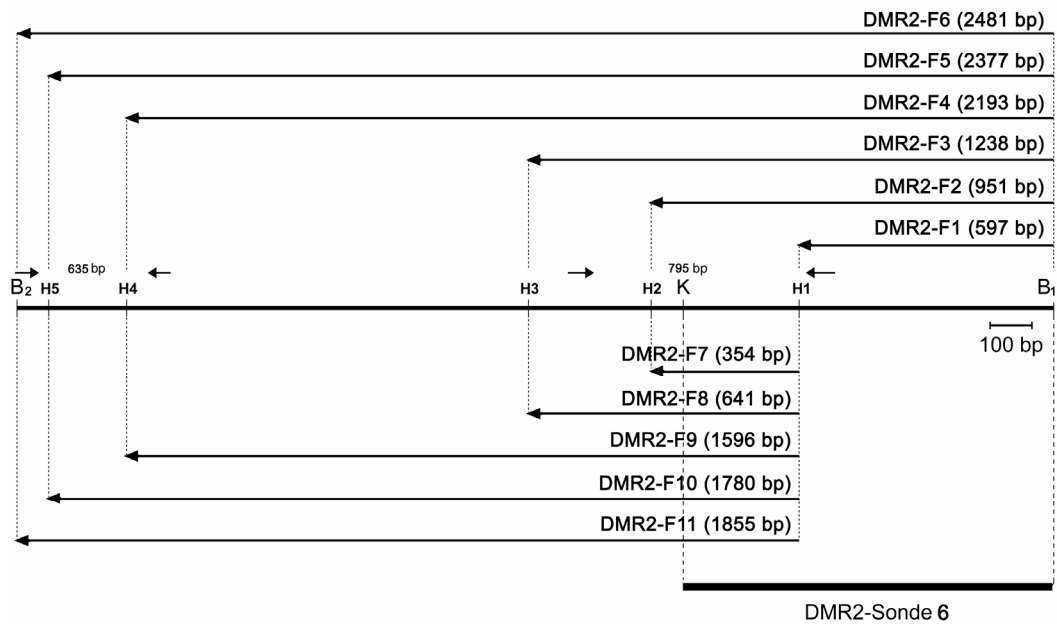 DMR2-F6 (2481 bp)
DMR2-F5 (2377 bp)
DMR2-F4 (2193 bp)
DMR2-F3 (1238 bp)
DMR2-F2 (951 bp)
DMR2-F1 (597 bp)
635 bp 795 bp
B2 H5 H4 H3 H2 K H1 B1
100 bp
DMR2-F7 (354 bp)
DMR2-F8 (641 bp)
DMR2-F9 (1596 bp)
DMR2-F10 (1780 bp)
DMR2-F11 (1855 bp)
DMR2-Sonde 6